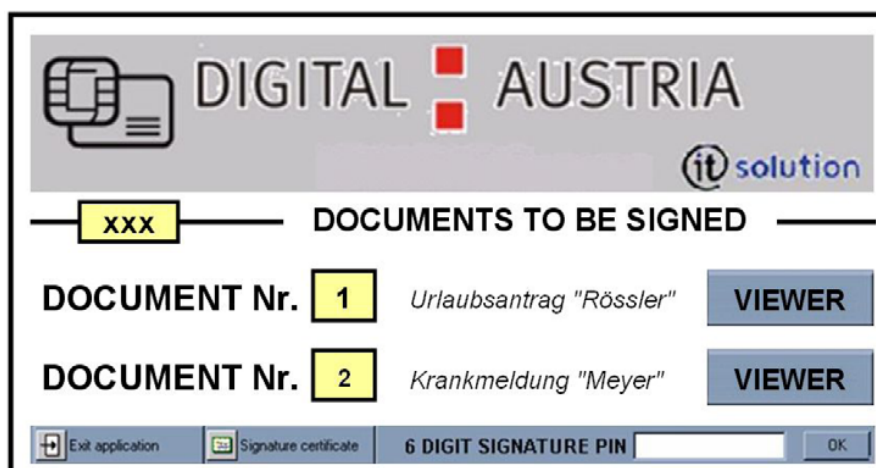 DIGITAL AUSTRIA
it solution
xxx DOCUMENTS TO BE SIGNED
DOCUMENT Nr. 1 Urlaubsantrag "Rössler" VIEWER
DOCUMENT Nr. 2 Krankmeldung "Meyer" VIEWER
Exit application Signature certificate 6 DIGIT SIGNATURE PIN OK